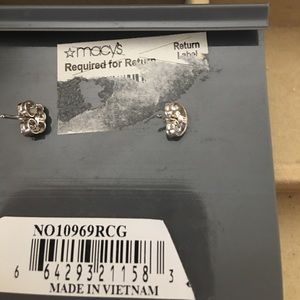 ☆macy's
Return
Label
Required for Return
NO10969RCG
6 64293 21158 3
MADE IN VIETNAM